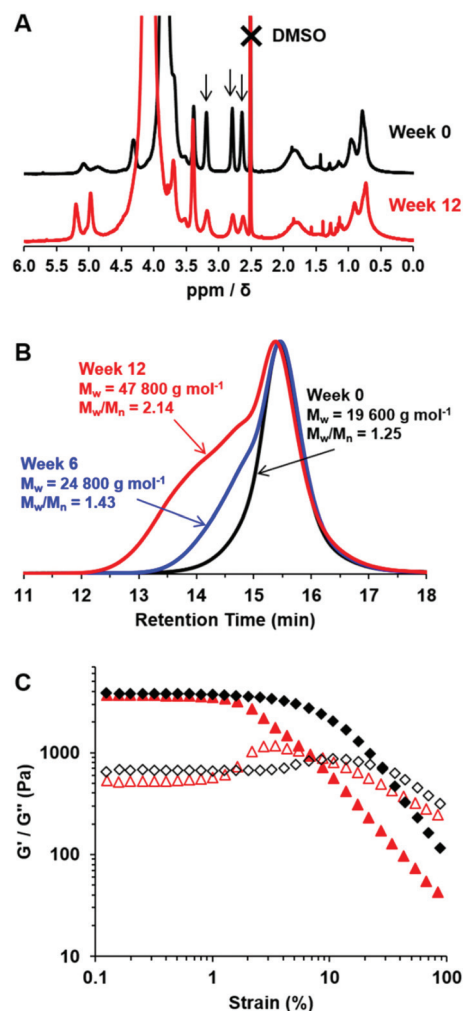 A
DMSO
Week 0
Week 12
6.0 5.5 5.0 4.5 4.0 3.5 3.0 2.5 2.0 1.5 1.0 0.5 0.0
ppm / δ
B
Week 12
Mw = 47 800 g mol-1
Mw/Mn = 2.14
Week 0
Mw = 19 600 g mol-1
Mw/Mn = 1.25
Week 6
Mw = 24 800 g mol-1
Mw/Mn = 1.43
11 12 13 14 15 16 17 18
Retention Time (min)
C
G' / G'' (Pa)
1000
100
10
0.1 1 10 100
Strain (%)